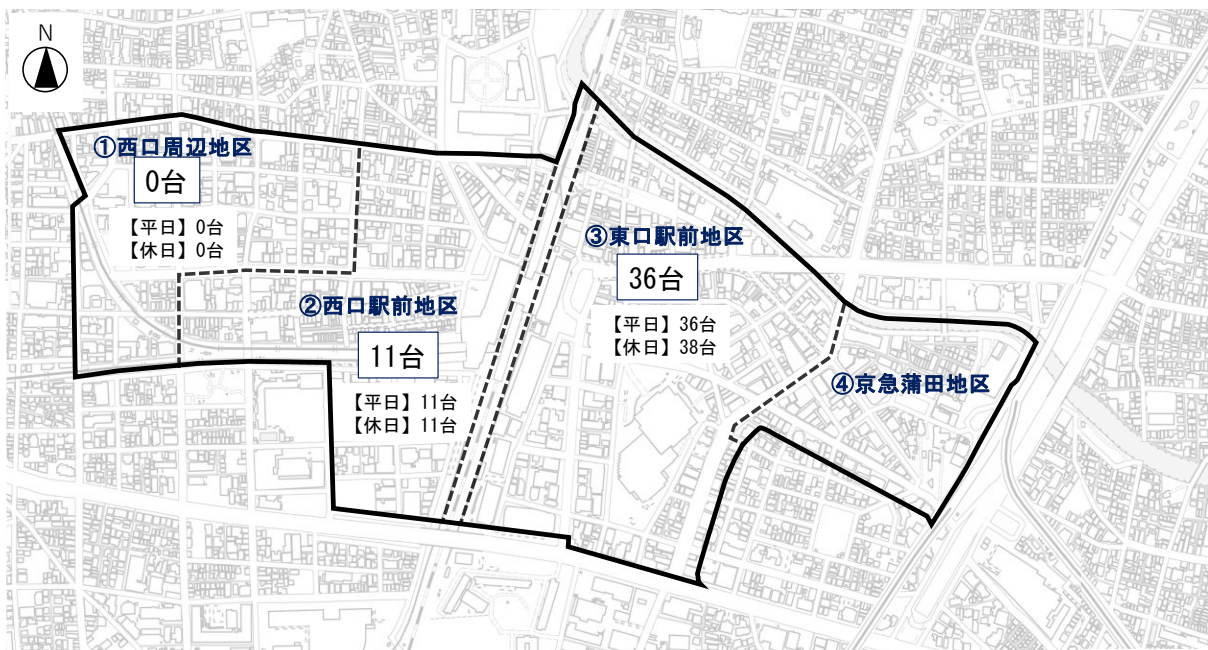 N
①西口周辺地区
0台
【平日】0台
【休日】0台
②西口駅前地区
11台
【平日】11台
【休日】11台
③東口駅前地区
36台
【平日】36台
【休日】38台
④京急蒲田地区